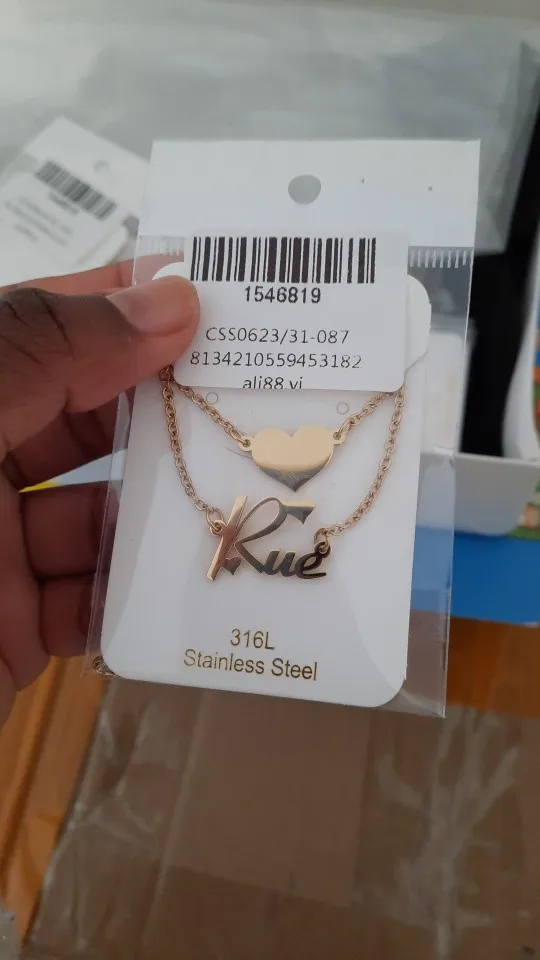 1546819
CSS0623/31-087
8134210559453182
ali88.vi
Rue
316L
Stainless Steel